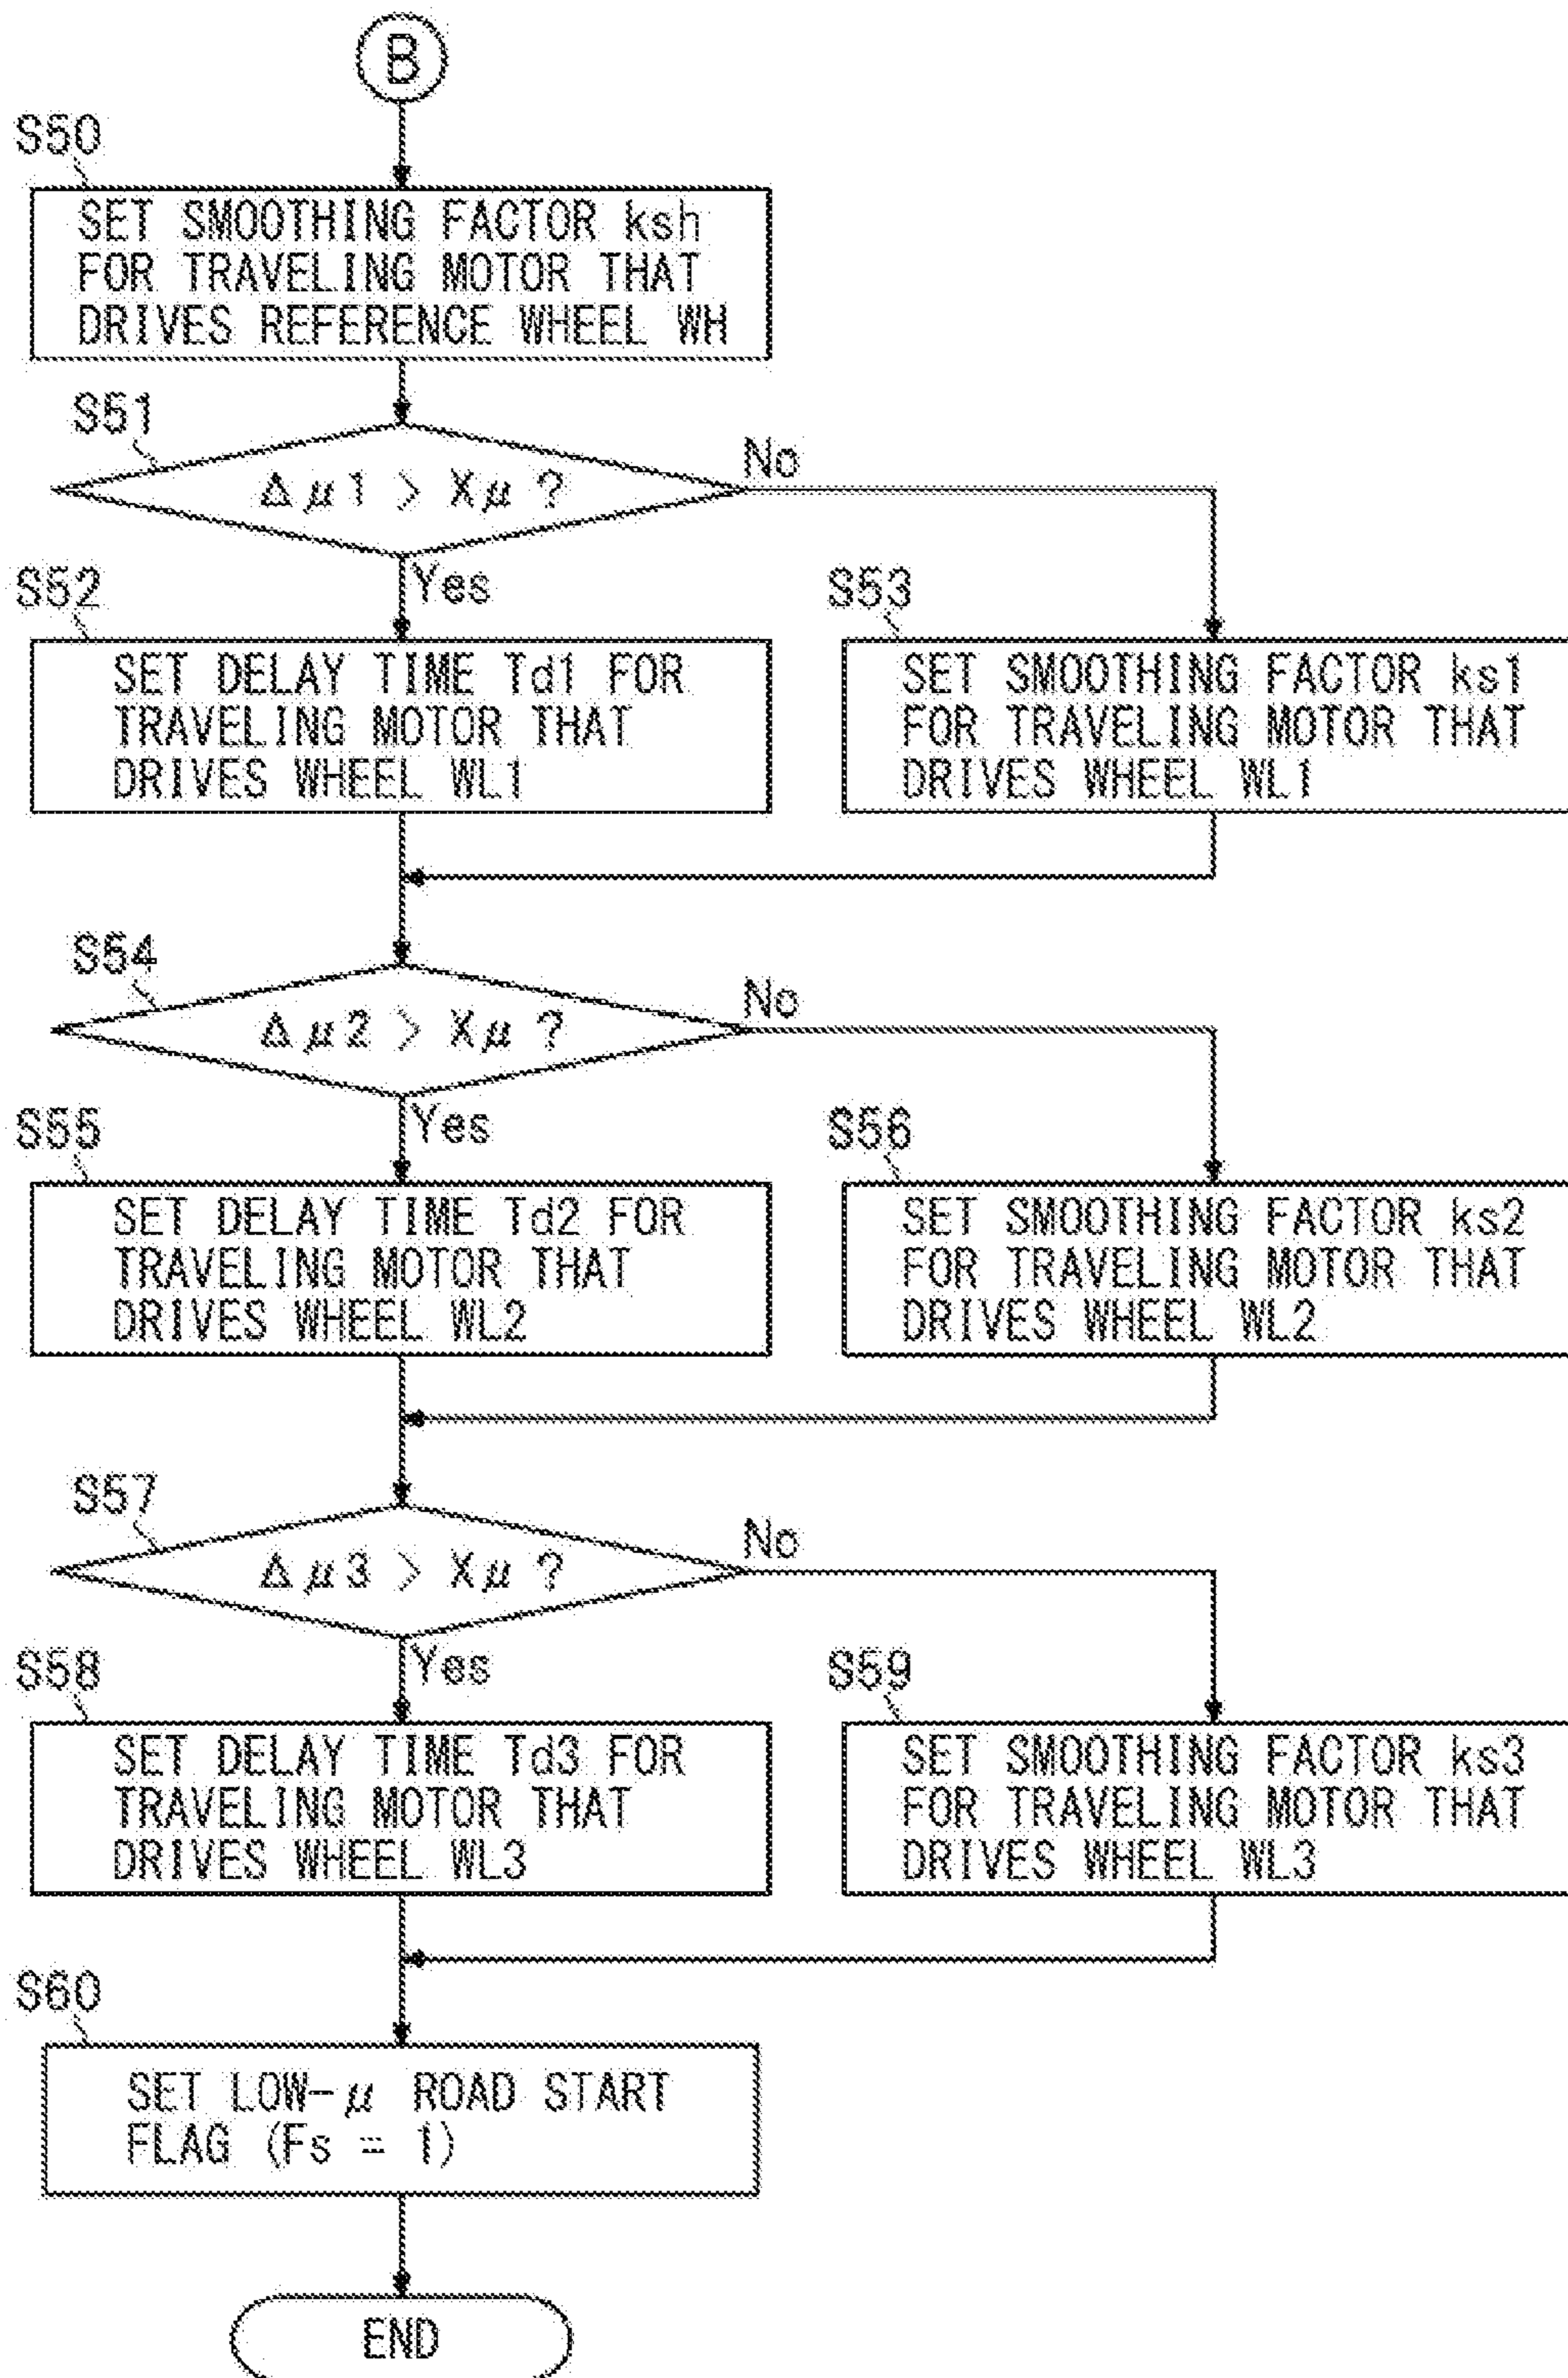 B
S50
SET SMOOTHING FACTOR ksh
FOR TRAVELING MOTOR THAT
DRIVES REFERENCE WHEEL WH
S51
Δμ1 > Xμ ?
No
Yes
S52
SET DELAY TIME Td1 FOR
TRAVELING MOTOR THAT
DRIVES WHEEL WL1
S53
SET SMOOTHING FACTOR ks1
FOR TRAVELING MOTOR THAT
DRIVES WHEEL WL1
S54
Δμ2 > Xμ ?
No
Yes
S55
SET DELAY TIME Td2 FOR
TRAVELING MOTOR THAT
DRIVES WHEEL WL2
S56
SET SMOOTHING FACTOR ks2
FOR TRAVELING MOTOR THAT
DRIVES WHEEL WL2
S57
Δμ3 > Xμ ?
No
Yes
S58
SET DELAY TIME Td3 FOR
TRAVELING MOTOR THAT
DRIVES WHEEL WL3
S59
SET SMOOTHING FACTOR ks3
FOR TRAVELING MOTOR THAT
DRIVES WHEEL WL3
S60
SET LOW-μ ROAD START
FLAG (Fs = 1)
END